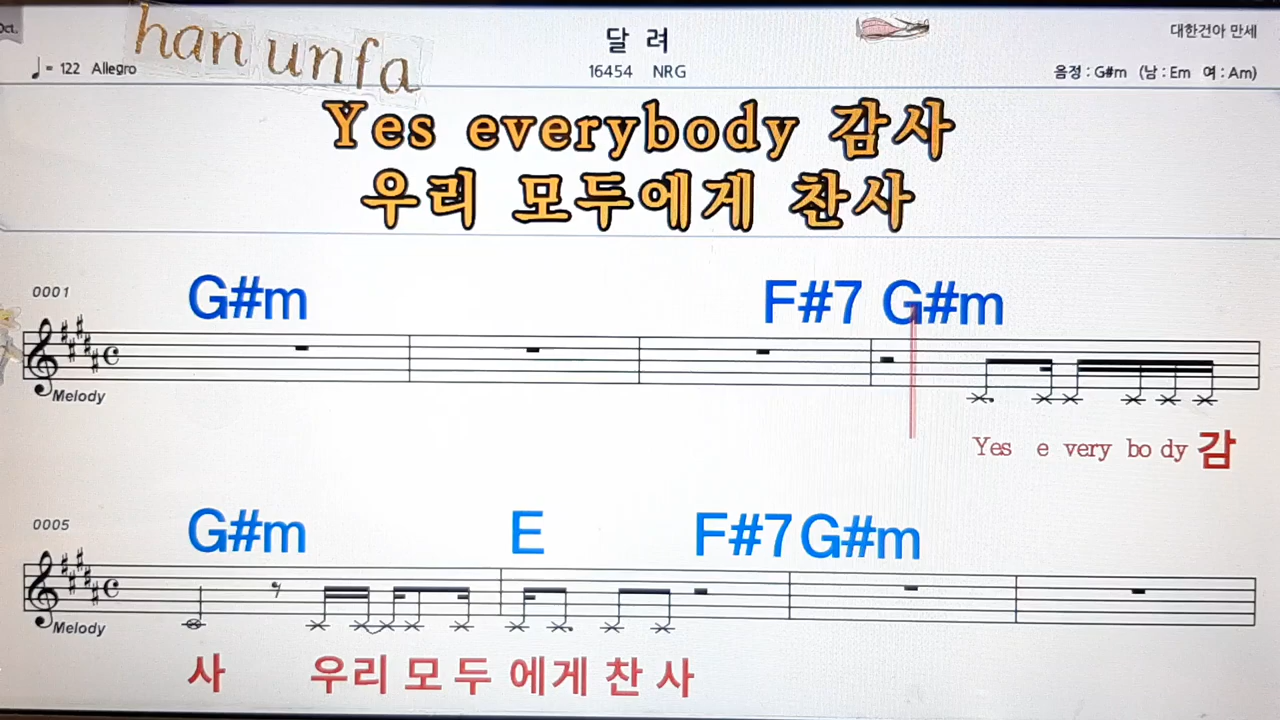 Oct.
han unfa
달 려
대한건아 만세
♩= 122 Allegro
16454 NRG
음정 : G#m (남 : Em 여 : Am)
Yes everybody 감사
우리 모두에게 찬사
0001
G#m F#7 G#m
Melody
Yes e very bo dy 감
0005
G#m E F#7 G#m
Melody
사 우리 모 두 에게 찬 사